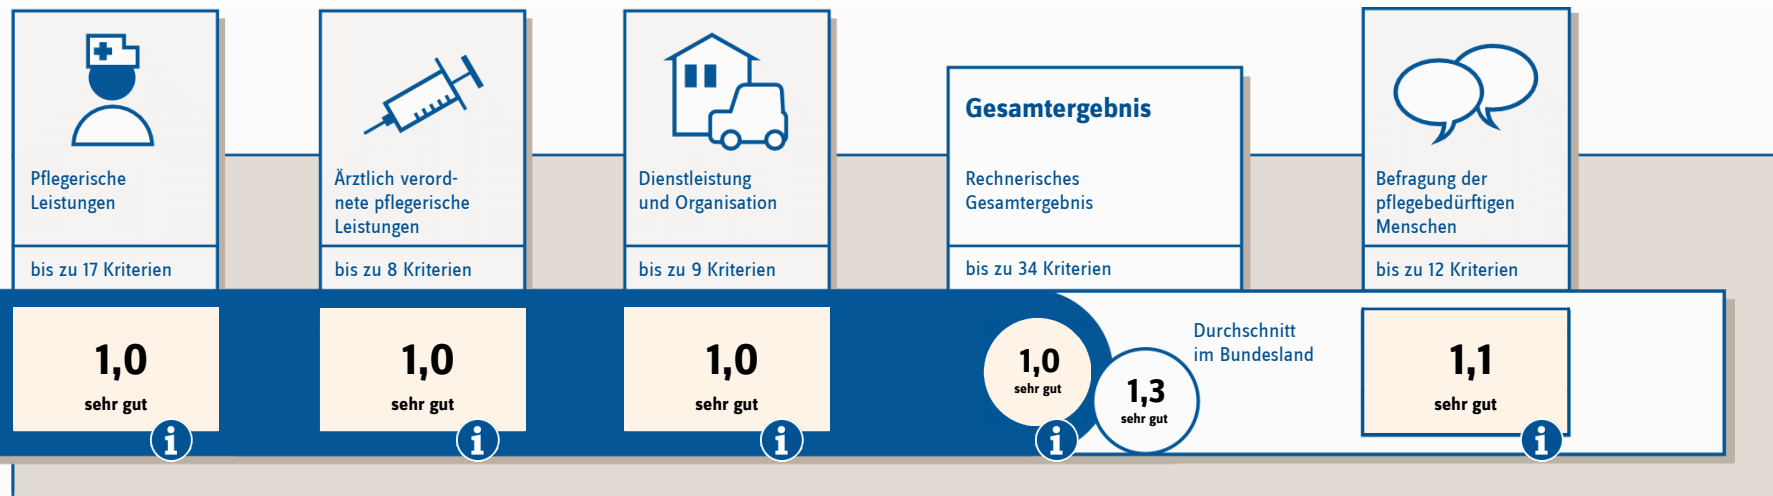 Pflegerische
Leistungen
bis zu 17 Kriterien
1,0
sehr gut
i
Ärztlich verord-
nete pflegerische
Leistungen
bis zu 8 Kriterien
1,0
sehr gut
i
Dienstleistung
und Organisation
bis zu 9 Kriterien
1,0
sehr gut
i
Gesamtergebnis
Rechnerisches
Gesamtergebnis
bis zu 34 Kriterien
1,0
sehr gut
i
1,3
sehr gut
Durchschnitt
im Bundesland
Befragung der
pflegebedürftigen
Menschen
bis zu 12 Kriterien
1,1
sehr gut
i